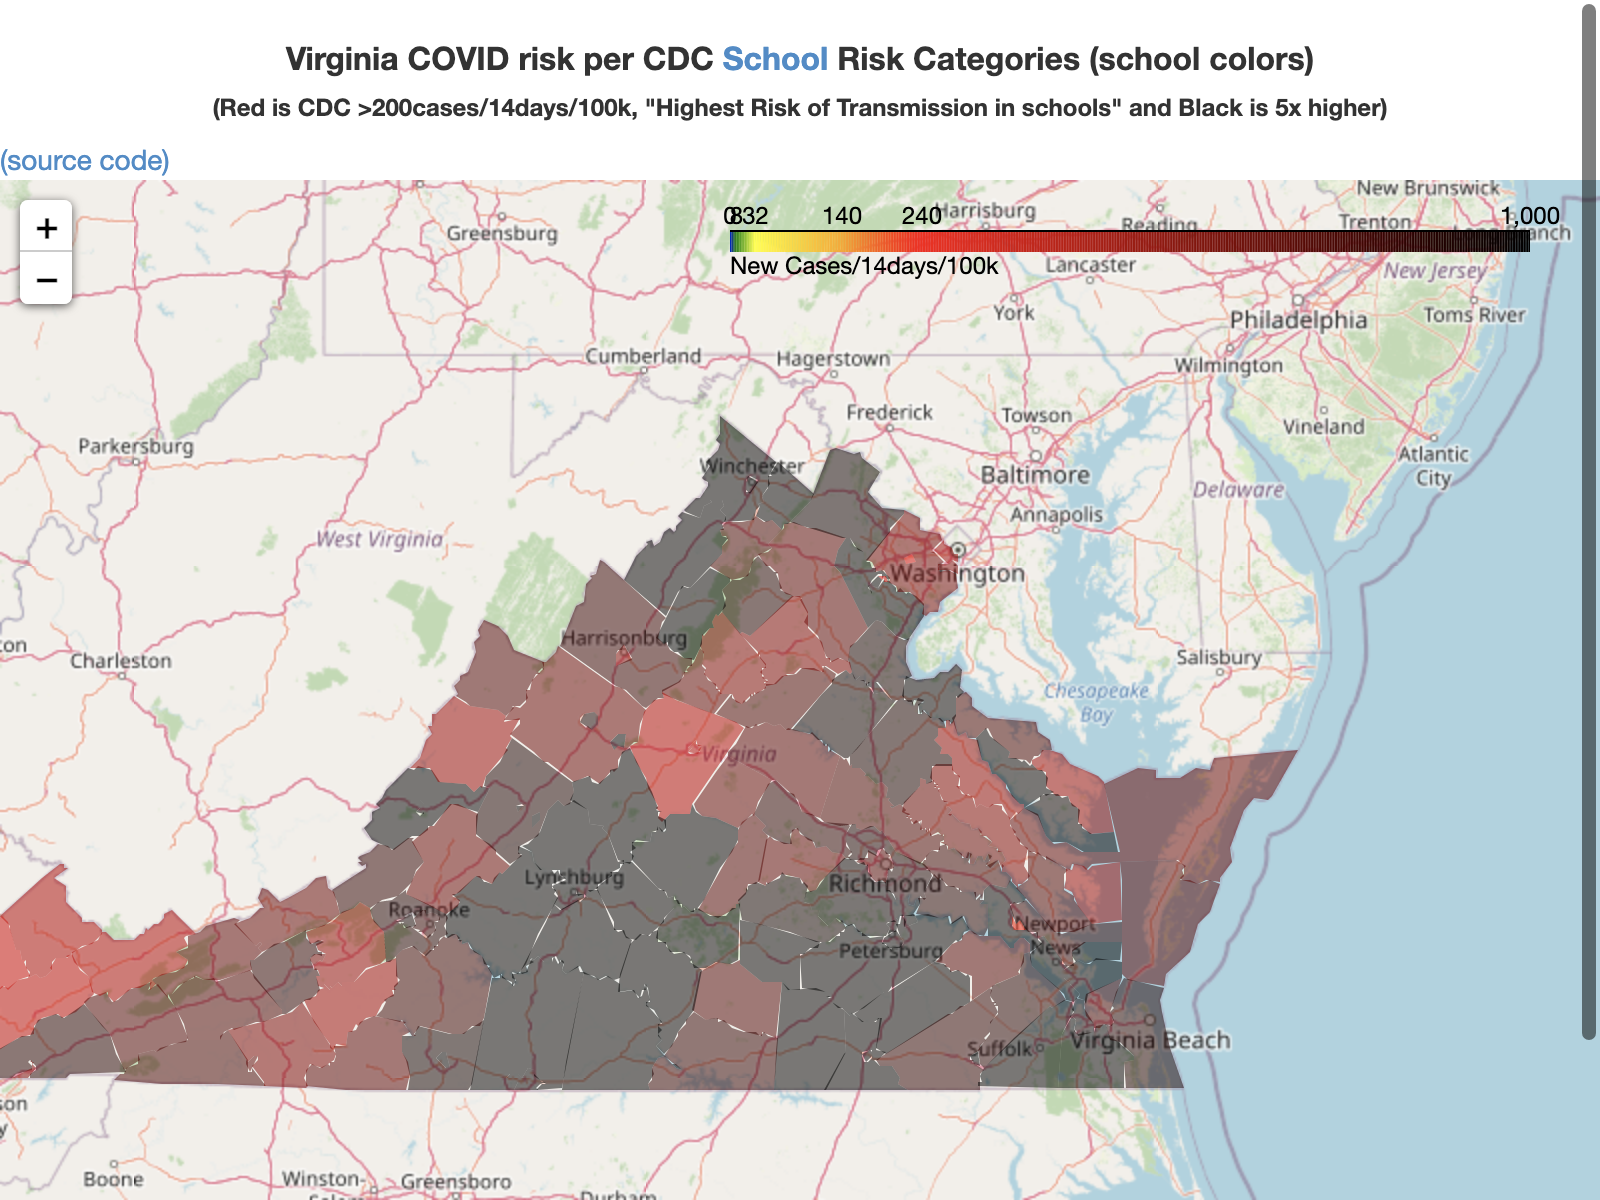 Virginia COVID risk per CDC School Risk Categories (school colors)
(Red is CDC >200cases/14days/100k, "Highest Risk of Transmission in schools" and Black is 5x higher)
(source code)
+
−
0 8 32 140 240 1,000
New Cases/14days/100k
New Brunswick
Harrisburg
Reading
Trenton
Greensburg
Lancaster
New Jersey
York
Philadelphia
Toms River
Cumberland
Hagerstown
Wilmington
Frederick
Towson
Vineland
Parkersburg
Atlantic
City
Winchester
Baltimore
Delaware
Annapolis
West Virginia
Washington
Harrisonburg
Charleston
Salisbury
Chesapeake
Bay
Virginia
Lynchburg
Richmond
Roanoke
Newport
News
Petersburg
Virginia Beach
Suffolk
Boone
Winston-
Greensboro
Durham